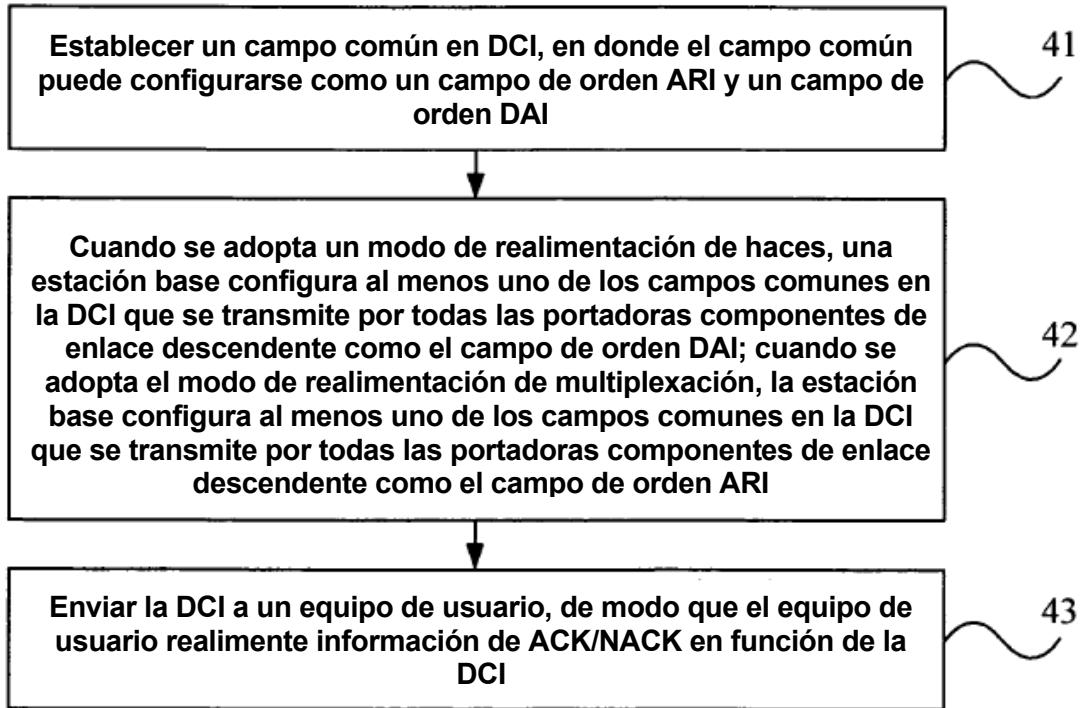 Establecer un campo común en DCI, en donde el campo común
puede configurarse como un campo de orden ARI y un campo de
orden DAI
41
Cuando se adopta un modo de realimentación de haces, una
estación base configura al menos uno de los campos comunes en
la DCI que se transmite por todas las portadoras componentes de
enlace descendente como el campo de orden DAI; cuando se
adopta el modo de realimentación de multiplexación, la estación
base configura al menos uno de los campos comunes en la DCI
que se transmite por todas las portadoras componentes de enlace
descendente como el campo de orden ARI
42
Enviar la DCI a un equipo de usuario, de modo que el equipo de
usuario realimente información de ACK/NACK en función de la
DCI
43